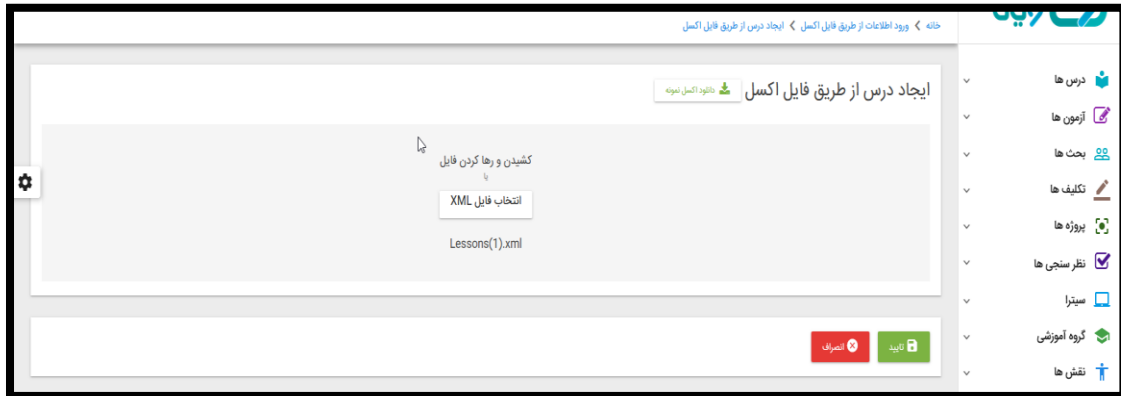 خانه ❯ ورود اطلاعات از طریق فایل اکسل ❯ ایجاد درس از طریق فایل اکسل
درس ها
آزمون ها
بحث ها
تکلیف ها
پروژه ها
نظر سنجی ها
سیترا
گروه آموزشی
نقش ها
ایجاد درس از طریق فایل اکسل دانلود اکسل نمونه
کشیدن و رها کردن فایل
یا
انتخاب فایل XML
Lessons(1).xml
تایید انصراف